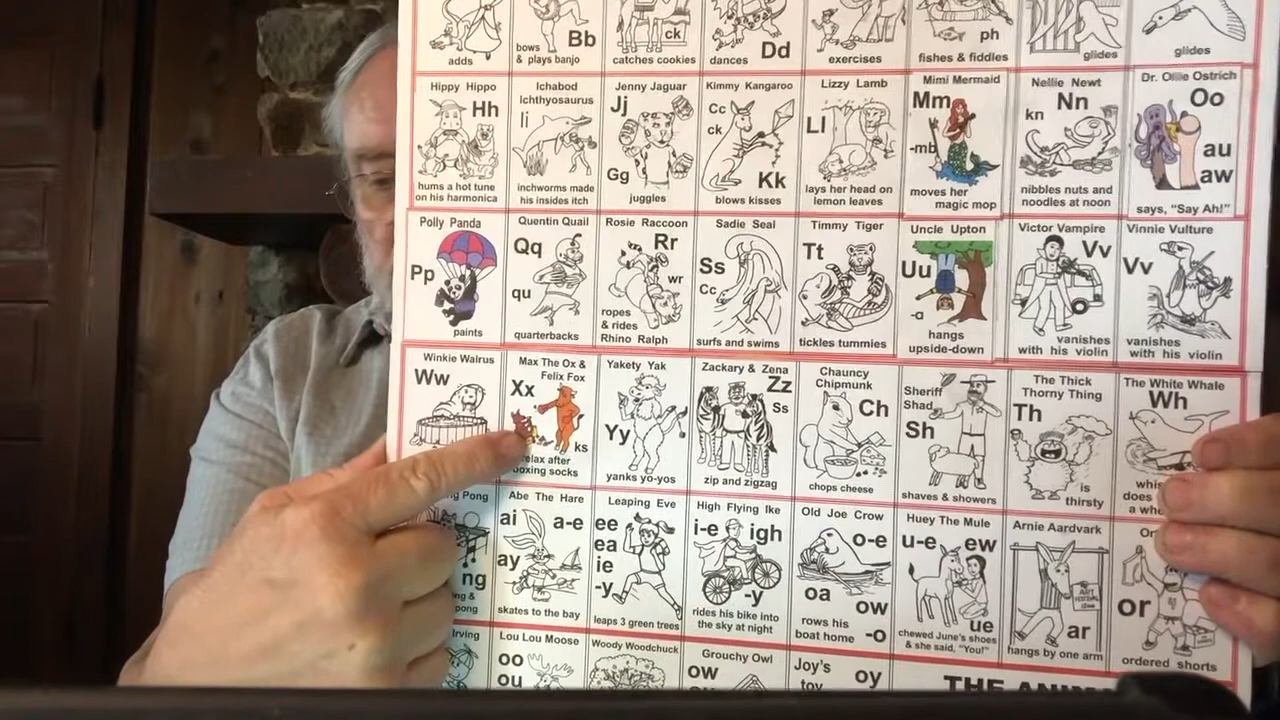 adds
Bb
bows
& plays banjo
ck
catches cookies
Dd
dances
exercises
ph
fishes & fiddles
glides
glides
Hippy Hippo
Hh
hums a hot tune
on his harmonica
Ichabod
Ichthyosaurus
Ii
inchworms made
his insides itch
Jenny Jaguar
Jj
Gg
juggles
Kimmy Kangaroo
Cc
ck
Kk
blows kisses
Lizzy Lamb
Ll
lays her head on
lemon leaves
Mimi Mermaid
Mm
-mb
moves her
magic mop
Nellie Newt
Nn
kn
nibbles nuts and
noodles at noon
Dr. Ollie Ostrich
Oo
au
aw
says, "Say Ah!"
Polly Panda
Pp
paints
Quentin Quail
Qq
qu
quarterbacks
Rosie Raccoon
Rr
wr
ropes
& rides
Rhino Ralph
Sadie Seal
Ss
Cc
surfs and swims
Timmy Tiger
Tt
tickles tummies
Uncle Upton
Uu
-a
hangs
upside-down
Victor Vampire
Vv
vanishes
with his violin
Vinnie Vulture
Vv
vanishes
with his violin
Winkie Walrus
Ww
Max The Ox &
Felix Fox
Xx
ks
relax after
boxing socks
Yakety Yak
Yy
yanks yo-yos
Zackary & Zena
Zz
Ss
zip and zigzag
Chauncy
Chipmunk
Ch
chops cheese
Sheriff
Shad
Sh
shaves & showers
The Thick
Thorny Thing
Th
is
thirsty
The White Whale
Wh
does
Pong
ng
&
pong
Abe The Hare
ai
a-e
ay
skates to the bay
Leaping Eve
ee
ea
ie
-y
leaps 3 green trees
High Flying Ike
i-e
igh
-y
rides his bike into
the sky at night
Old Joe Crow
o-e
oa
ow
rows his
boat home
-o
Huey The Mule
u-e
ew
ue
chewed June's shoes
& she said, "You!"
Arnie Aardvark
ART
FESTIVAL
ar
hangs by one arm
or
ordered shorts
Irving
Lou Lou Moose
oo
ou
Woody Woodchuck
Grouchy Owl
ow
Joy's
toy
oy
THE